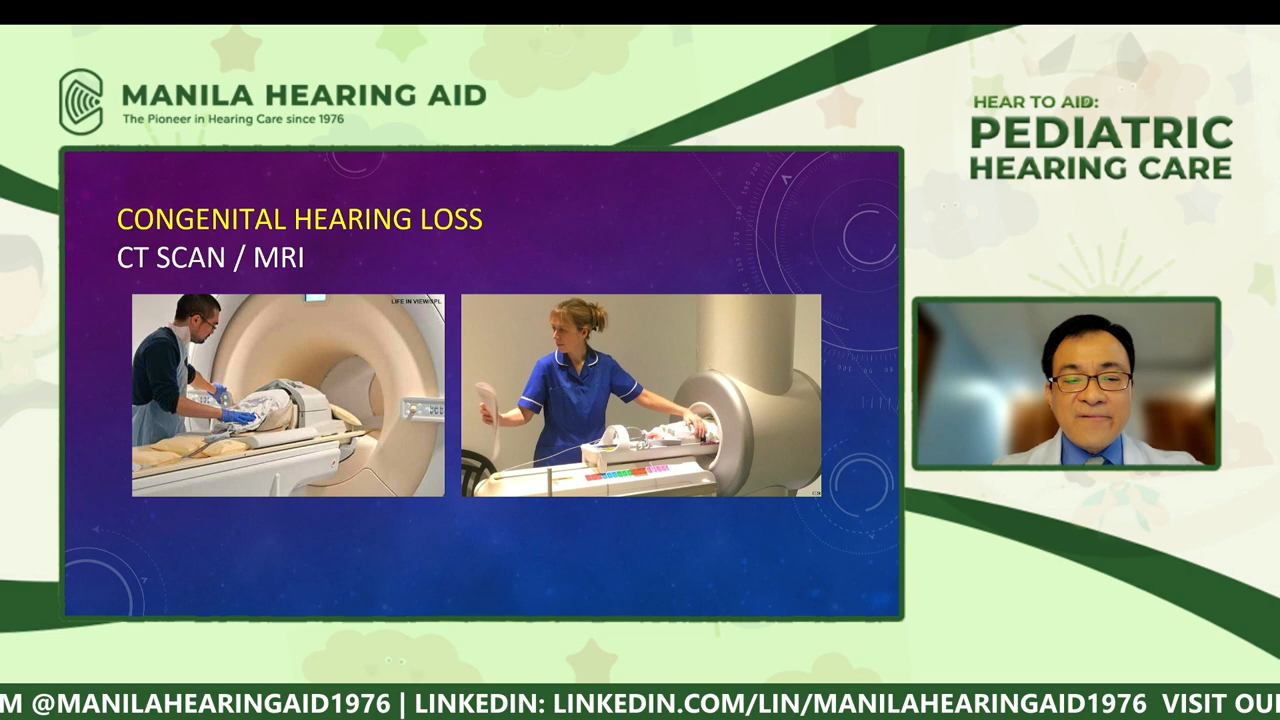 MANILA HEARING AID
The Pioneer in Hearing Care since 1976
HEAR TO AID:
PEDIATRIC
HEARING CARE
CONGENITAL HEARING LOSS
CT SCAN / MRI
LIFE IN VIEW/SPL
M @MANILAHEARINGAID1976 | LINKEDIN: LINKEDIN.COM/LIN/MANILAHEARINGAID1976 VISIT OU